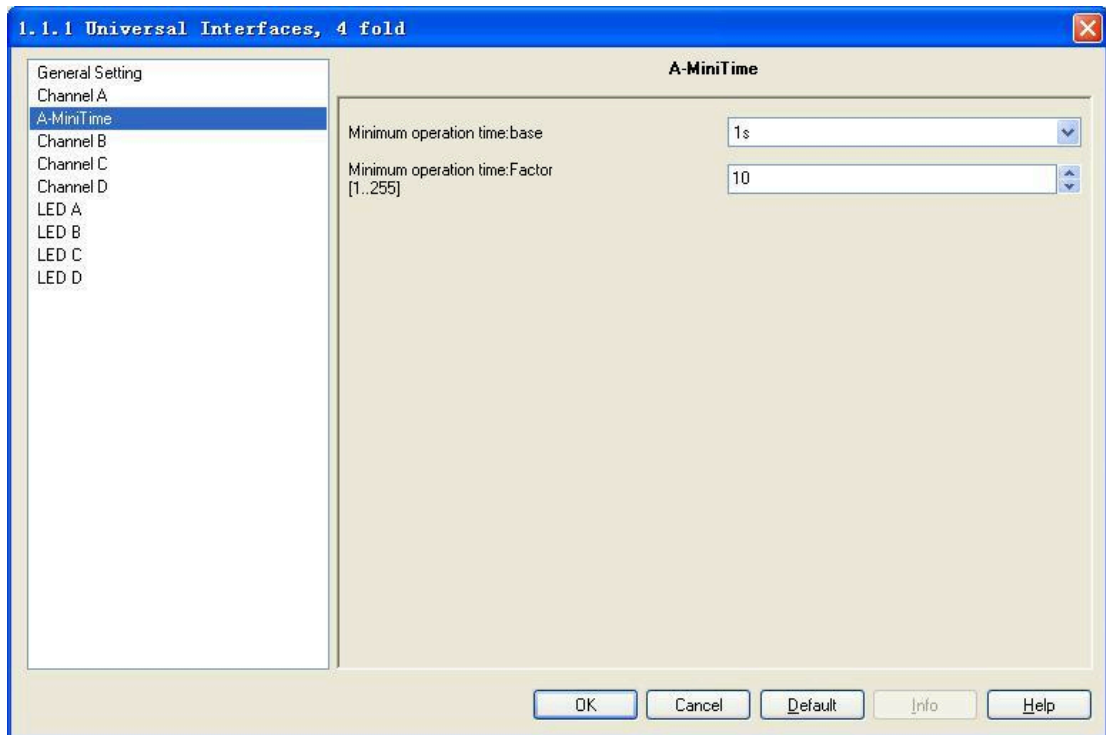 1.1.1 Universal Interfaces, 4 fold
General Setting
Channel A
A-MiniTime
Channel B
Channel C
Channel D
LED A
LED B
LED C
LED D
A-MiniTime
Minimum operation time:base
1s
Minimum operation time:Factor
[1..255]
10
OK Cancel Default Info Help